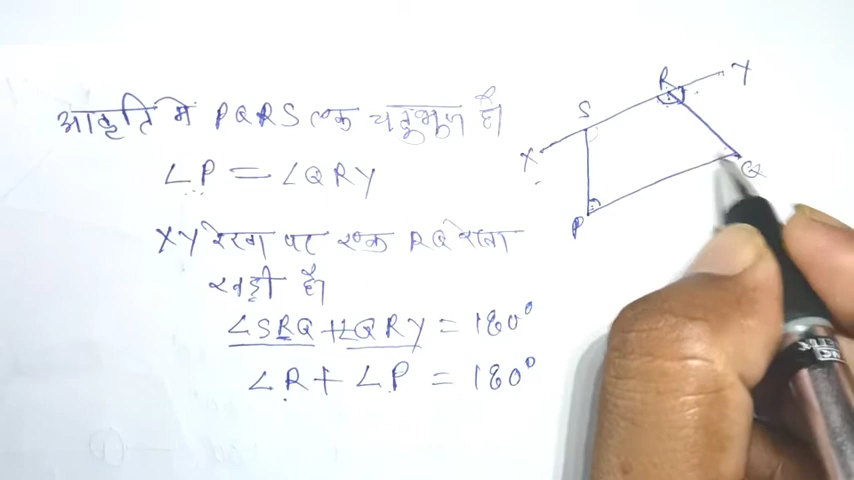 आकृति में PQRS एक चतुर्भुज है।
∠P = ∠QRY
XY रेखा पर एक RQ रेखा
खड़ी है।
∠SRQ + ∠QRY = 180°
∠R + ∠P = 180°
X
S
R
Y
P
Q